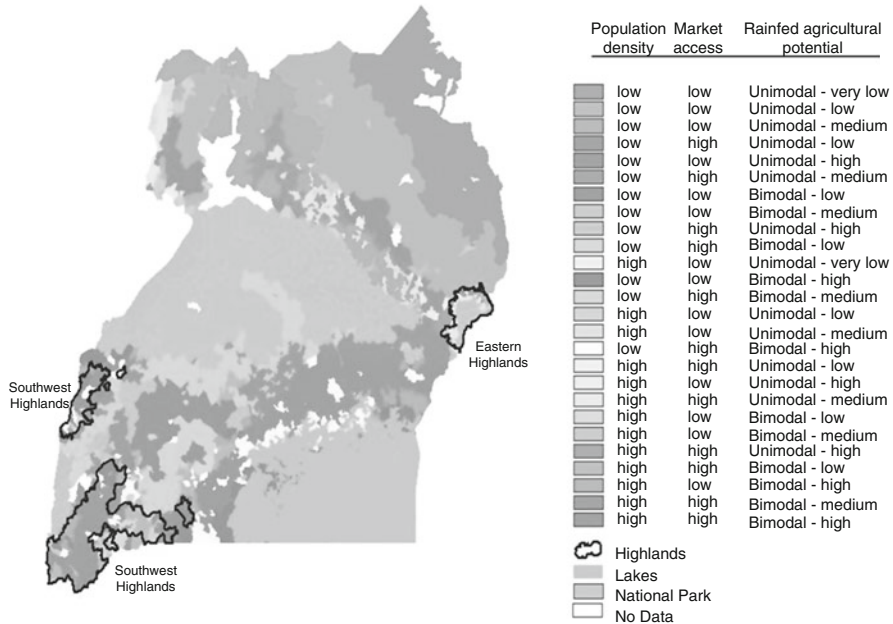 Population density Market access Rainfed agricultural potential
low low Unimodal - very low
low low Unimodal - low
low low Unimodal - medium
low high Unimodal - low
low low Unimodal - high
low high Unimodal - medium
low low Bimodal - low
low low Bimodal - medium
low high Unimodal - high
low high Bimodal - low
high low Unimodal - very low
low low Bimodal - high
low high Bimodal - medium
high low Unimodal - low
high low Unimodal - medium
low high Bimodal - high
high high Unimodal - low
high low Unimodal - high
high high Unimodal - medium
high low Bimodal - low
high low Bimodal - medium
high high Unimodal - high
high high Bimodal - low
high low Bimodal - high
high high Bimodal - medium
high high Bimodal - high
Highlands
Lakes
National Park
No Data
Eastern
Highlands
Southwest
Highlands
Southwest
Highlands